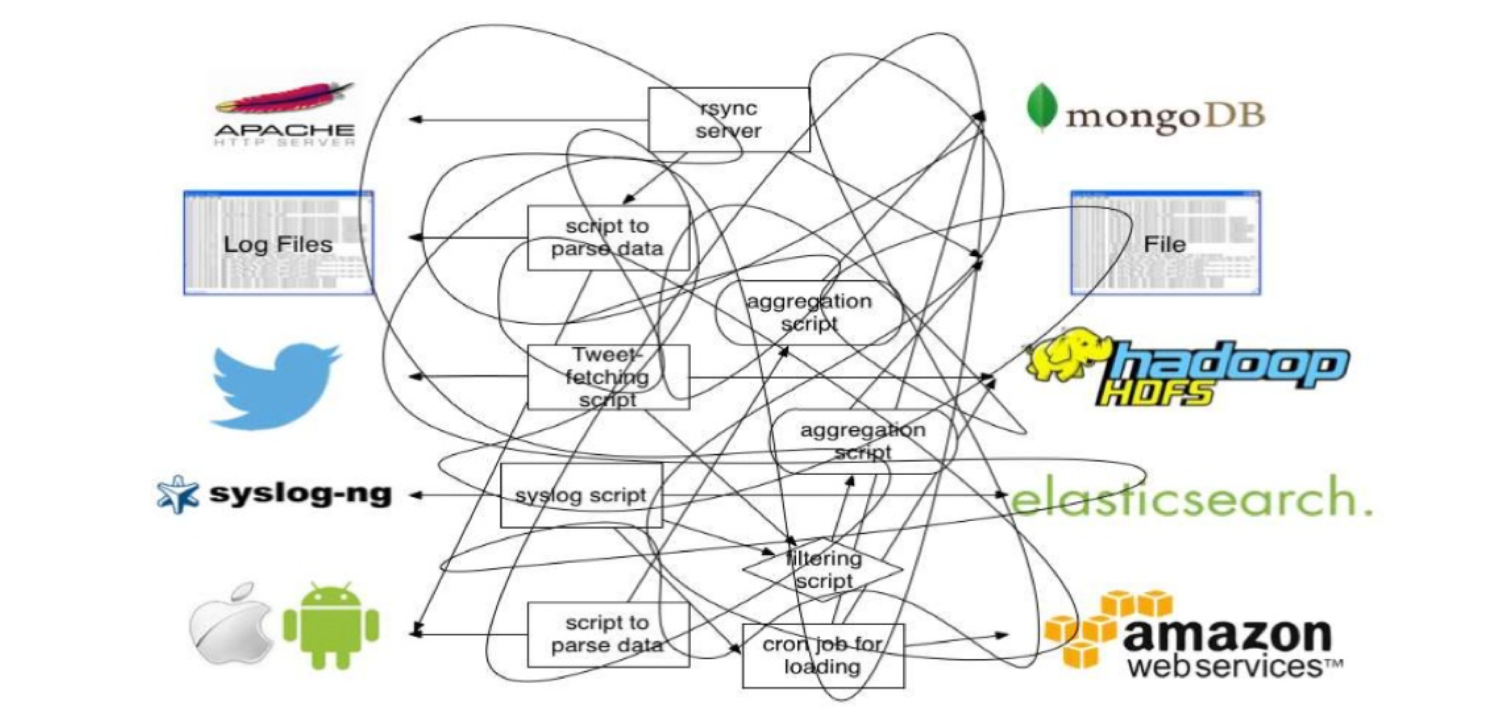 APACHE
HTTP SERVER
rsync
server
mongoDB
Log Files
script to
parse data
File
aggregation
script
Tweet-
fetching
script
hadoop
HDFS
aggregation
script
syslog-ng
syslog script
elasticsearch.
filtering
script
script to
parse data
cron job for
loading
amazon
web services™